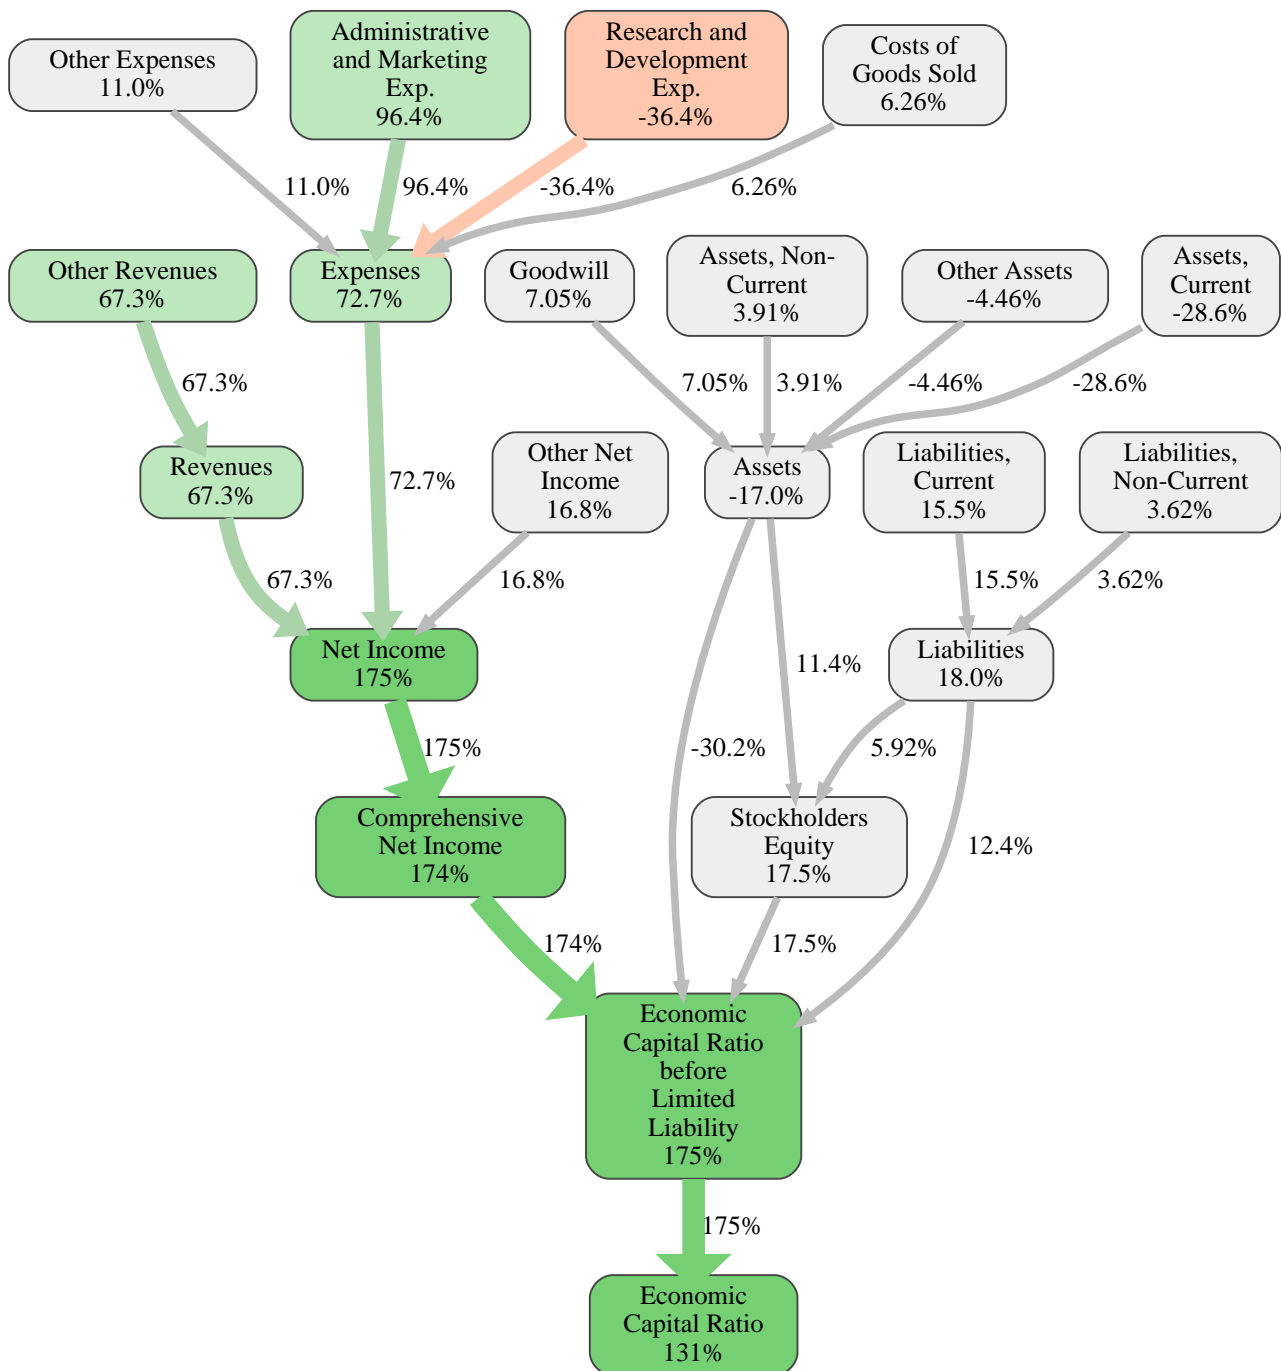 Other Expenses
11.0%
Administrative
and Marketing
Exp.
96.4%
Research and
Development
Exp.
-36.4%
Costs of
Goods Sold
6.26%
11.0%
96.4%
-36.4%
6.26%
Other Revenues
67.3%
Expenses
72.7%
Goodwill
7.05%
Assets, Non-
Current
3.91%
Other Assets
-4.46%
Assets,
Current
-28.6%
67.3%
7.05%
3.91%
-4.46%
-28.6%
Revenues
67.3%
72.7%
Other Net
Income
16.8%
Assets
-17.0%
Liabilities,
Current
15.5%
Liabilities,
Non-Current
3.62%
67.3%
16.8%
15.5%
3.62%
Net Income
175%
11.4%
Liabilities
18.0%
175%
-30.2%
5.92%
Comprehensive
Net Income
174%
Stockholders
Equity
17.5%
12.4%
174%
17.5%
Economic
Capital Ratio
before
Limited
Liability
175%
175%
Economic
Capital Ratio
131%